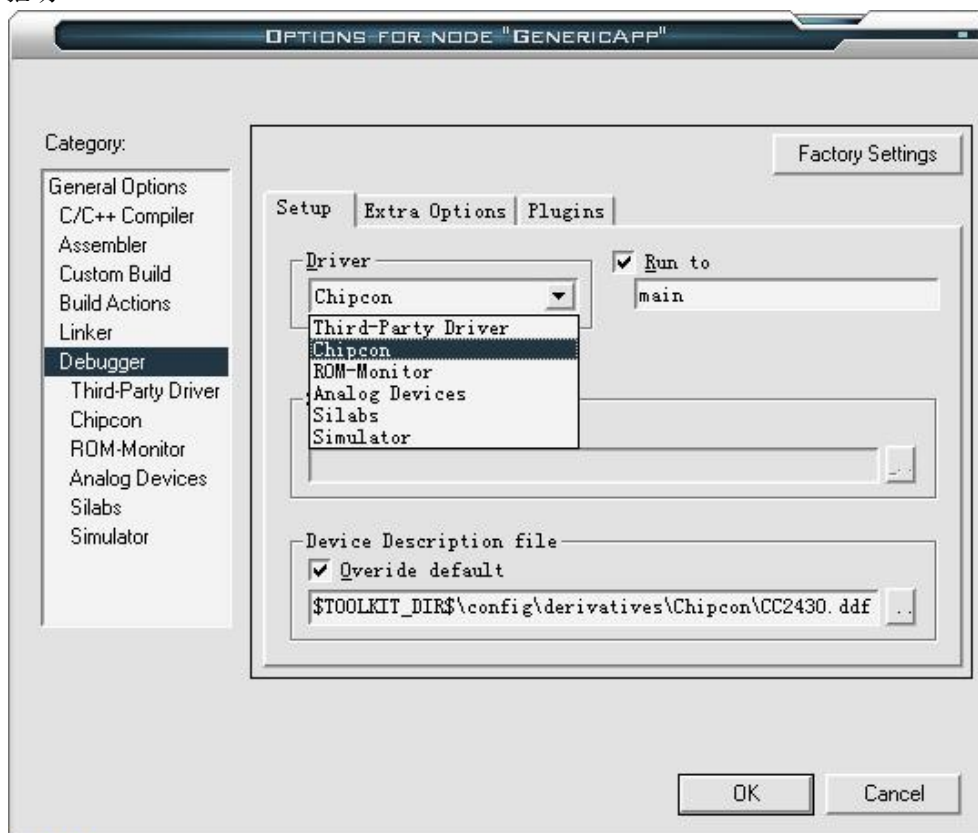 OPTIONS FOR NODE "GENERICAPP"
Category:
Factory Settings
General Options
C/C++ Compiler
Assembler
Custom Build
Build Actions
Linker
Debugger
Third-Party Driver
Chipcon
ROM-Monitor
Analog Devices
Silabs
Simulator
Setup Extra Options Plugins
Driver
Run to
Chipcon
main
Third-Party Driver
Chipcon
ROM-Monitor
Analog Devices
Silabs
Simulator
Device Description file
Overide default
$TOOLKIT_DIR$\config\derivatives\Chipcon\CC2430.ddf
OK Cancel